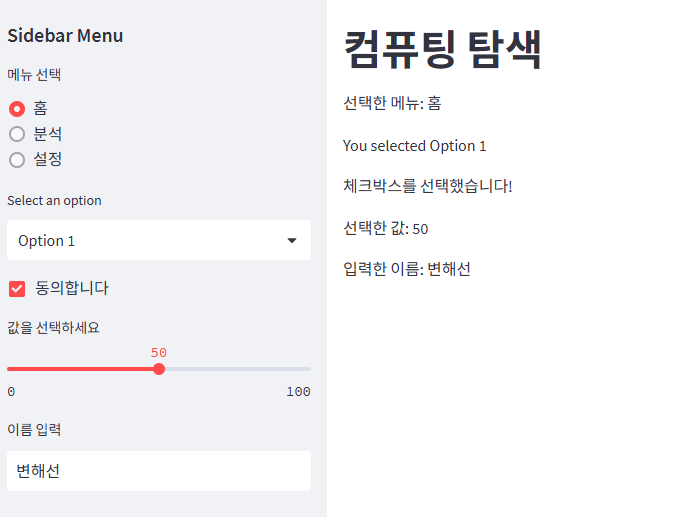 Sidebar Menu
메뉴 선택
홈
분석
설정
Select an option
Option 1
동의합니다
값을 선택하세요
50
0
100
이름 입력
변해선
컴퓨팅 탐색
선택한 메뉴: 홈
You selected Option 1
체크박스를 선택했습니다!
선택한 값: 50
입력한 이름: 변해선